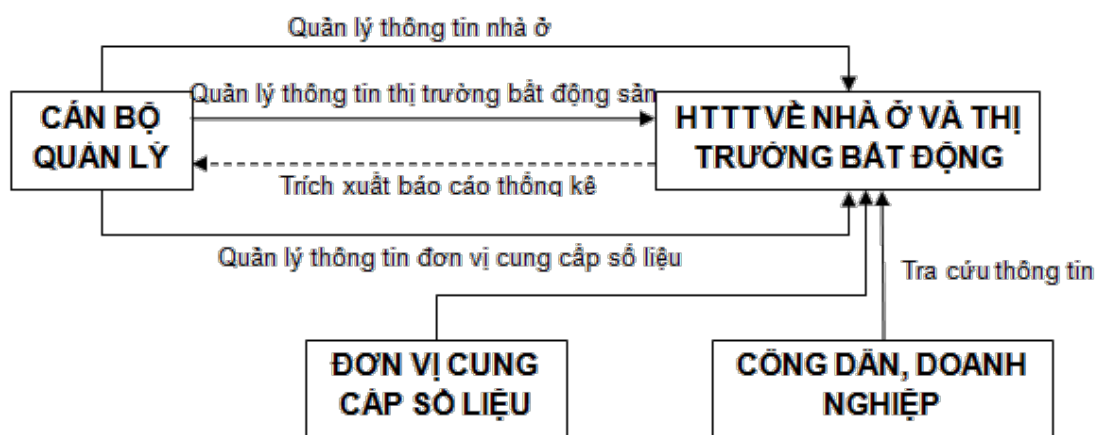 Quản lý thông tin nhà ở
Quản lý thông tin thị trường bất động sản
CÁN BỘ
QUẢN LÝ
HTTT VỀ NHÀ Ở VÀ THỊ
TRƯỜNG BẤT ĐỘNG
Trích xuất báo cáo thống kê
Quản lý thông tin đơn vị cung cấp số liệu
Tra cứu thông tin
ĐƠN VỊ CUNG
CẤP SỐ LIỆU
CÔNG DÂN, DOANH
NGHIỆP